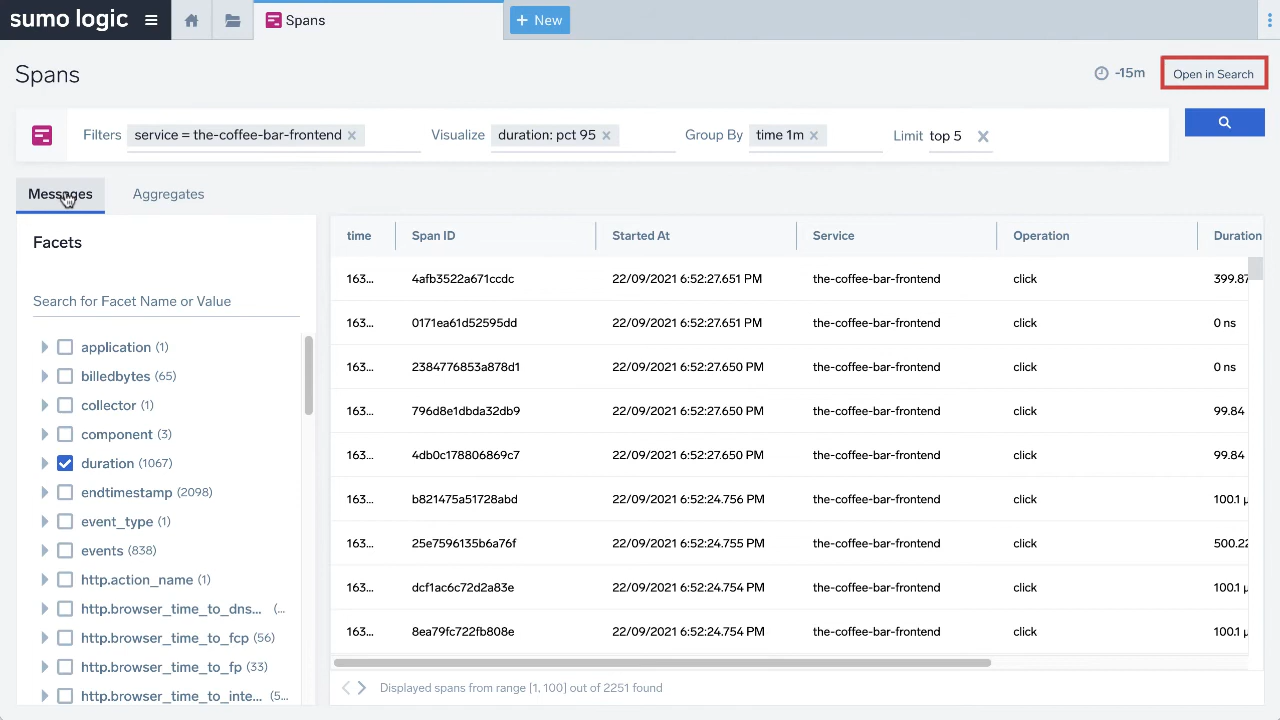 sumo logic
Spans
+ New
Spans
-15m
Open in Search
Filters
service = the-coffee-bar-frontend
Visualize
duration: pct 95
Group By
time 1m
Limit
top 5
Messages
Aggregates
Facets
Search for Facet Name or Value
application (1)
billedbytes (65)
collector (1)
component (3)
duration (1067)
endtimestamp (2098)
event_type (1)
events (838)
http.action_name (1)
http.browser_time_to_dns... (...
http.browser_time_to_fcp (56)
http.browser_time_to_fp (33)
http.browser_time_to_inte... (5...
time Span ID Started At Service Operation Duration
163... 4afb3522a671ccdc 22/09/2021 6:52:27.651 PM the-coffee-bar-frontend click 399.87
163... 0171ea61d52595dd 22/09/2021 6:52:27.651 PM the-coffee-bar-frontend click 0 ns
163... 2384776853a878d1 22/09/2021 6:52:27.650 PM the-coffee-bar-frontend click 0 ns
163... 796d8e1dbda32db9 22/09/2021 6:52:27.650 PM the-coffee-bar-frontend click 99.84
163... 4db0c178806869c7 22/09/2021 6:52:27.650 PM the-coffee-bar-frontend click 99.84
163... b821475a51728abd 22/09/2021 6:52:24.756 PM the-coffee-bar-frontend click 100.1 µ
163... 25e7596135b6a76f 22/09/2021 6:52:24.755 PM the-coffee-bar-frontend click 500.22
163... dcf1ac6c72d2a83e 22/09/2021 6:52:24.754 PM the-coffee-bar-frontend click 100.1 µ
163... 8ea79fc722fb808e 22/09/2021 6:52:24.754 PM the-coffee-bar-frontend click 100.1 µ
Displayed spans from range [1, 100] out of 2251 found